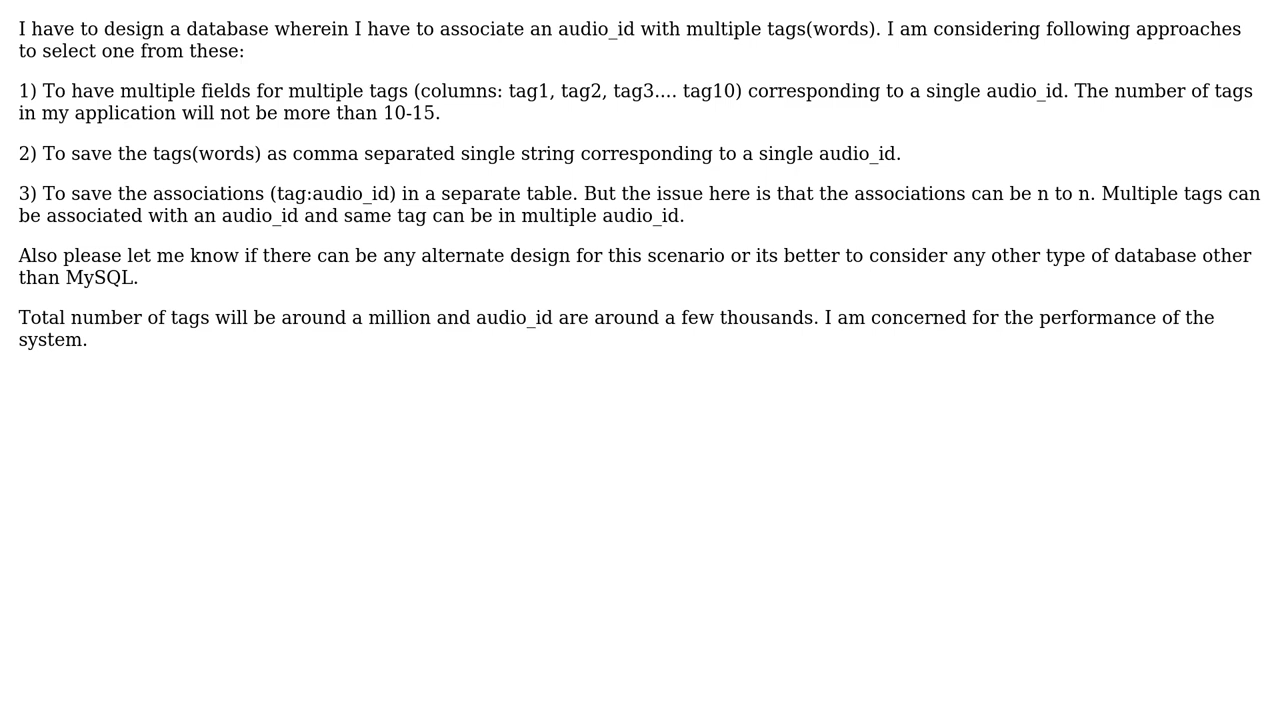 I have to design a database wherein I have to associate an audio_id with multiple tags(words). I am considering following approaches
to select one from these:
1) To have multiple fields for multiple tags (columns: tag1, tag2, tag3.... tag10) corresponding to a single audio_id. The number of tags
in my application will not be more than 10-15.
2) To save the tags(words) as comma separated single string corresponding to a single audio_id.
3) To save the associations (tag:audio_id) in a separate table. But the issue here is that the associations can be n to n. Multiple tags can
be associated with an audio_id and same tag can be in multiple audio_id.
Also please let me know if there can be any alternate design for this scenario or its better to consider any other type of database other
than MySQL.
Total number of tags will be around a million and audio_id are around a few thousands. I am concerned for the performance of the
system.